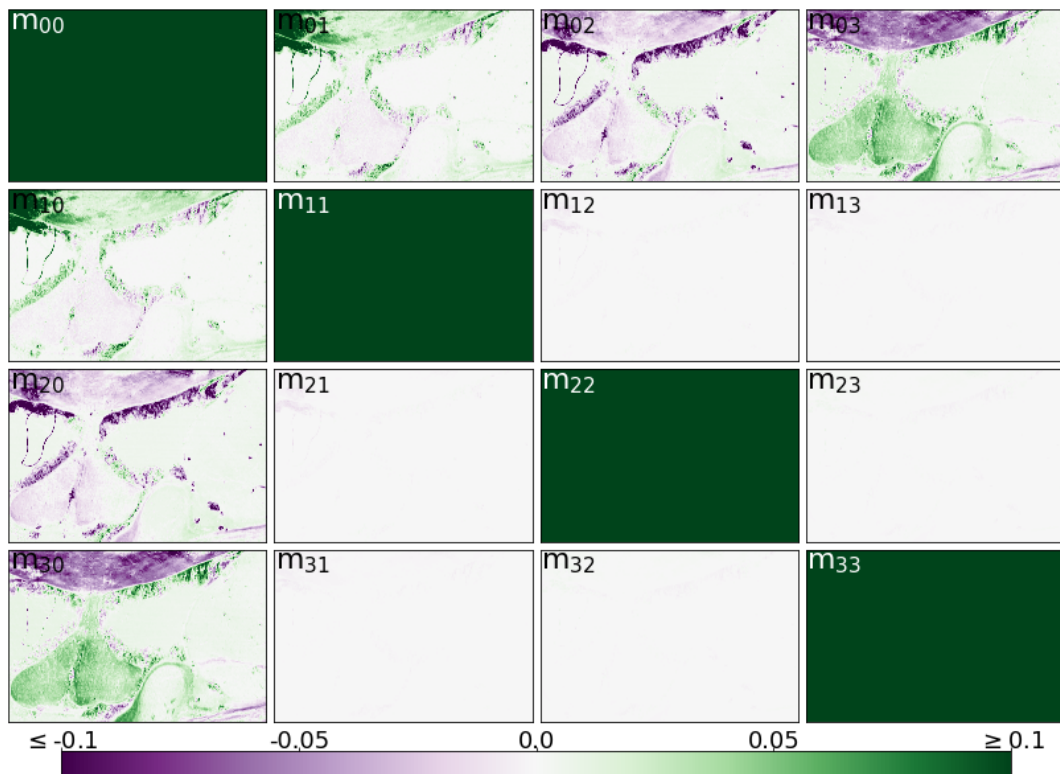 m₀₀ m₀₁ m₀₂ m₀₃
m₁₀ m₁₁ m₁₂ m₁₃
m₂₀ m₂₁ m₂₂ m₂₃
m₃₀ m₃₁ m₃₂ m₃₃
≤ -0.1 -0.05 0.0 0.05 ≥ 0.1